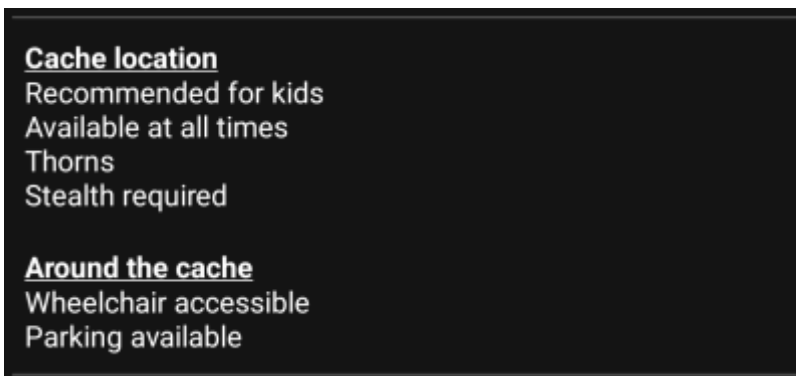 Cache location
Recommended for kids
Available at all times
Thorns
Stealth required
Around the cache
Wheelchair accessible
Parking available